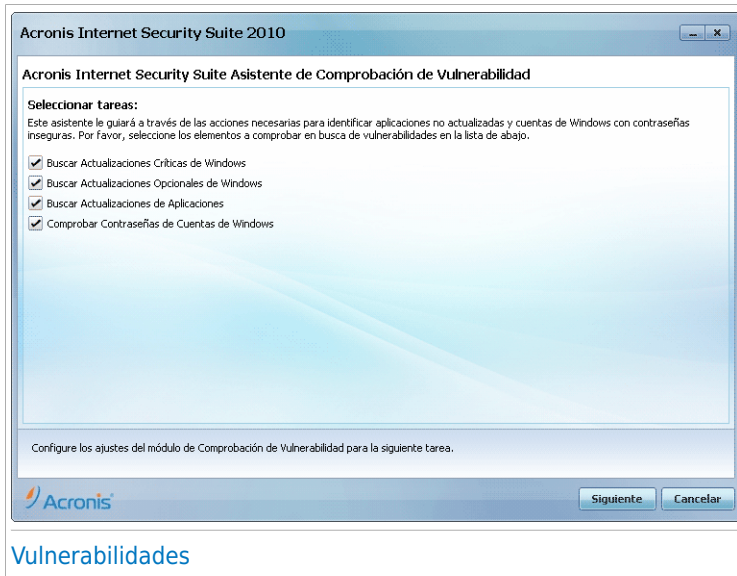 Acronis Internet Security Suite 2010
Acronis Internet Security Suite Asistente de Comprobación de Vulnerabilidad
Seleccionar tareas:
Este asistente le guiará a través de las acciones necesarias para identificar aplicaciones no actualizadas y cuentas de Windows con contraseñas
inseguras. Por favor, seleccione los elementos a comprobar en busca de vulnerabilidades en la lista de abajo.
Buscar Actualizaciones Críticas de Windows
Buscar Actualizaciones Opcionales de Windows
Buscar Actualizaciones de Aplicaciones
Comprobar Contraseñas de Cuentas de Windows
Configure los ajustes del módulo de Comprobación de Vulnerabilidad para la siguiente tarea.
Acronis
Siguiente
Cancelar
Vulnerabilidades